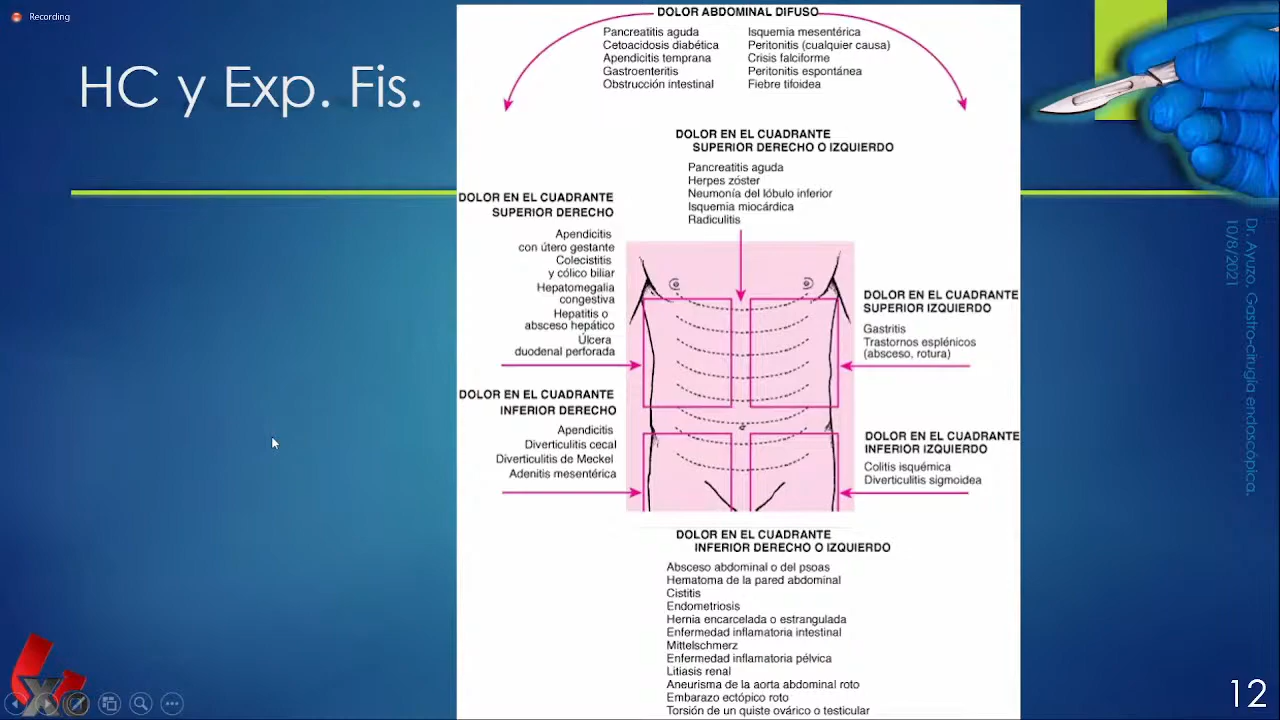 Recording
HC y Exp. Fis.
DOLOR ABDOMINAL DIFUSO
Pancreatitis aguda
Cetoacidosis diabética
Apendicitis temprana
Gastroenteritis
Obstrucción intestinal
Isquemia mesentérica
Peritonitis (cualquier causa)
Crisis falciforme
Peritonitis espontánea
Fiebre tifoidea
DOLOR EN EL CUADRANTE
SUPERIOR DERECHO O IZQUIERDO
Pancreatitis aguda
Herpes zóster
Neumonía del lóbulo inferior
Isquemia miocárdica
Radiculitis
DOLOR EN EL CUADRANTE
SUPERIOR DERECHO
Apendicitis
con útero gestante
Colecistitis
y cólico biliar
Hepatomegalia
congestiva
Hepatitis o
absceso hepático
Úlcera
duodenal perforada
DOLOR EN EL CUADRANTE
SUPERIOR IZQUIERDO
Gastritis
Trastornos esplénicos
(absceso, rotura)
DOLOR EN EL CUADRANTE
INFERIOR DERECHO
Apendicitis
Diverticulitis cecal
Diverticulitis de Meckel
Adenitis mesentérica
DOLOR EN EL CUADRANTE
INFERIOR IZQUIERDO
Colitis isquémica
Diverticulitis sigmoidea
DOLOR EN EL CUADRANTE
INFERIOR DERECHO O IZQUIERDO
Absceso abdominal o del psoas
Hematoma de la pared abdominal
Cistitis
Endometriosis
Hernia encarcelada o estrangulada
Enfermedad inflamatoria intestinal
Mittelschmerz
Enfermedad inflamatoria pélvica
Litiasis renal
Aneurisma de la aorta abdominal roto
Embarazo ectópico roto
Torsión de un quiste ovárico o testicular
Dr. Ayuzo, Gastro-cirugía endoscópica.
10/8/2021
12